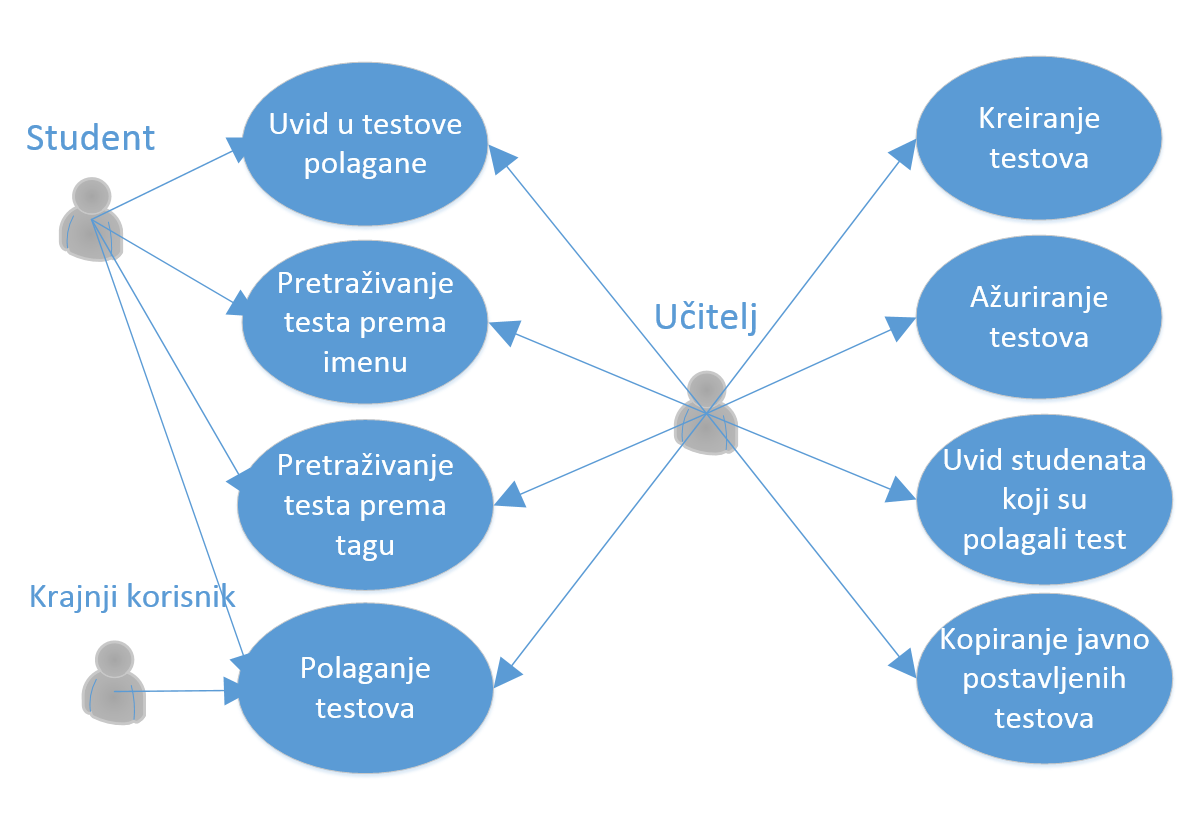 Student
Uvid u testove
polagane
Pretraživanje
testa prema
imenu
Pretraživanje
testa prema
tagu
Krajnji korisnik
Polaganje
testova
Učitelj
Kreiranje
testova
Ažuriranje
testova
Uvid studenata
koji su
polagali test
Kopiranje javno
postavljenih
testova